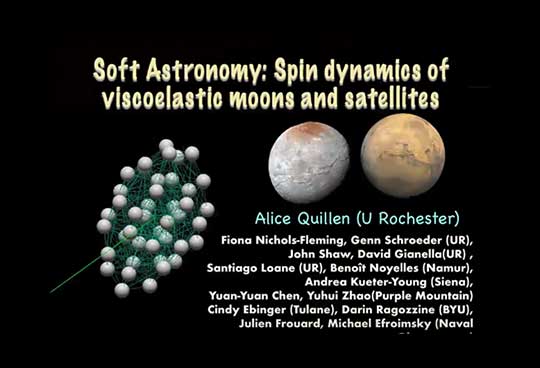 Soft Astronomy: Spin dynamics of
viscoelastic moons and satellites
Alice Quillen (U Rochester)
Fiona Nichols-Fleming, Genn Schroeder (UR),
John Shaw, David Gianella(UR) ,
Santiago Loane (UR), Benoît Noyelles (Namur),
Andrea Kueter-Young (Siena),
Yuan-Yuan Chen, Yuhui Zhao(Purple Mountain)
Cindy Ebinger (Tulane), Darin Ragozzine (BYU),
Julien Frouard, Michael Efroimsky (Naval